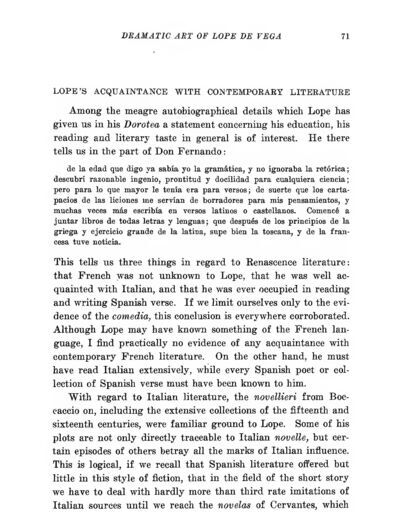 DRAMATIC ART OF LOPE DE VEGA 71
LOPE'S ACQUAINTANCE WITH CONTEMPORARY LITERATURE
Among the meagre autobiographical details which Lope has
given us in his Dorotea a statement concerning his education, his
reading and literary taste in general is of interest. He there
tells us in the part of Don Fernando:
de la edad que digo ya sabía yo la gramática, y no ignoraba la retórica;
descubrí razonable ingenio, prontitud y docilidad para cualquiera ciencia;
pero para lo que mayor le tenía era para versos; de suerte que los carta-
pacios de las liciones me servían de borradores para mis pensamientos, y
muchas veces más escribía en versos latinos o castellanos. Comencé a
juntar libros de todas letras y lenguas; que después de los principios de la
griega y ejercicio grande de la latina, supe bien la toscana, y de la fran-
cesa tuve noticia.
This tells us three things in regard to Renascence literature:
that French was not unknown to Lope, that he was well ac-
quainted with Italian, and that he was ever occupied in reading
and writing Spanish verse. If we limit ourselves only to the evi-
dence of the comedia, this conclusion is everywhere corroborated.
Although Lope may have known something of the French lan-
guage, I find practically no evidence of any acquaintance with
contemporary French literature. On the other hand, he must
have read Italian extensively, while every Spanish poet or col-
lection of Spanish verse must have been known to him.
With regard to Italian literature, the novellieri from Boc-
caccio on, including the extensive collections of the fifteenth and
sixteenth centuries, were familiar ground to Lope. Some of his
plots are not only directly traceable to Italian novelle, but cer-
tain episodes of others betray all the marks of Italian influence.
This is logical, if we recall that Spanish literature offered but
little in this style of fiction, that in the field of the short story
we have to deal with hardly more than third rate imitations of
Italian sources until we reach the novelas of Cervantes, which